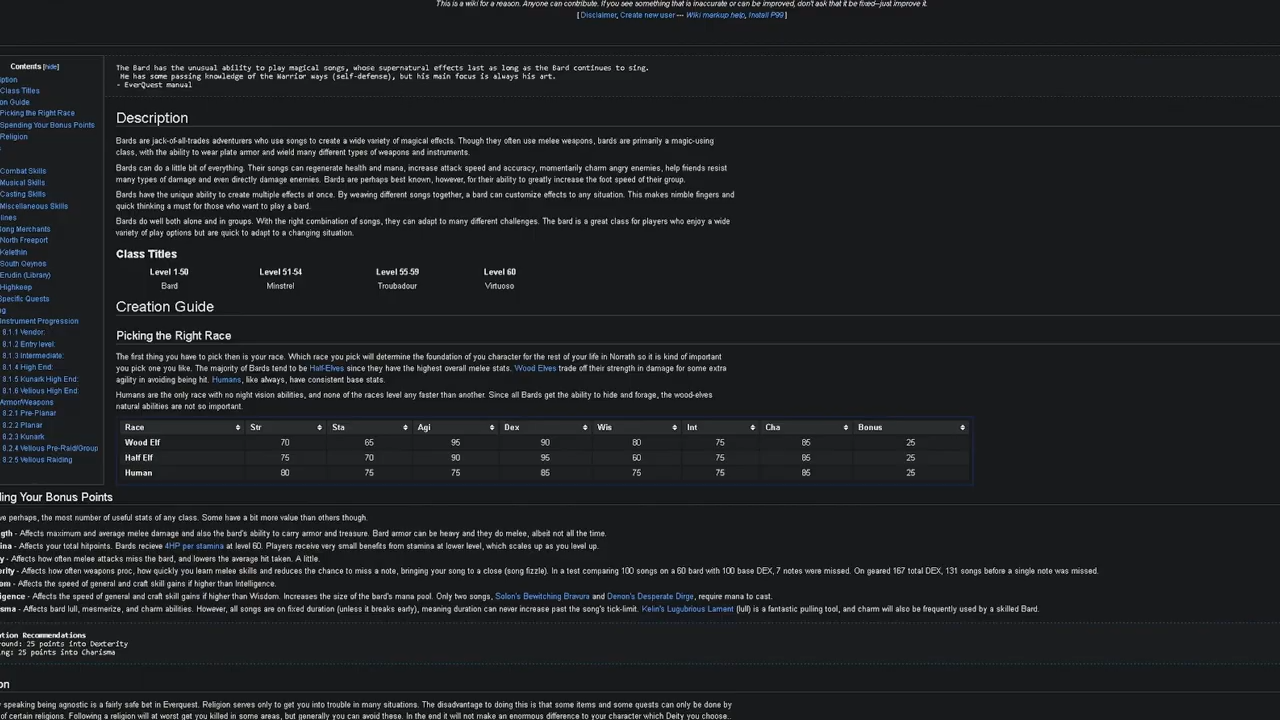 This is a wiki for a reason. Anyone can contribute. If you see something that is inaccurate or can be improved, don't ask that it be fixed--just improve it.
[ Disclaimer, Create new user --- Wiki markup help, Install P99 ]
Contents [hide]
Class Titles
Picking the Right Race
Spending Your Bonus Points
Religion
Combat Skills
Musical Skills
Casting Skills
Miscellaneous Skills
North Freeport
Kelethin
South Qeynos
Erudin (Library)
Highkeep
Instrument Progression
8.1.1 Vendor:
8.1.2 Entry level:
8.1.3 Intermediate:
8.1.4 High End:
8.1.5 Kunark High End:
8.1.6 Velious High End
Armor/Weapons
8.2.1 Pre-Planar
8.2.2 Planar
8.2.3 Kunark
8.2.4 Velious Pre-Raid/Group
8.2.5 Velious Raiding
The Bard has the unusual ability to play magical songs, whose supernatural effects last as long as the Bard continues to sing.
He has some passing knowledge of the Warrior ways (self-defense), but his main focus is always his art.
- EverQuest manual
Description
Bards are jack-of-all-trades adventurers who use songs to create a wide variety of magical effects. Though they often use melee weapons, bards are primarily a magic-using
class, with the ability to wear plate armor and wield many different types of weapons and instruments.
Bards can do a little bit of everything. Their songs can regenerate health and mana, increase attack speed and accuracy, momentarily charm angry enemies, help friends resist
many types of damage and even directly damage enemies. Bards are perhaps best known, however, for their ability to greatly increase the foot speed of their group.
Bards have the unique ability to create multiple effects at once. By weaving different songs together, a bard can customize effects to any situation. This makes nimble fingers and
quick thinking a must for those who want to play a bard.
Bards do well both alone and in groups. With the right combination of songs, they can adapt to many different challenges. The bard is a great class for players who enjoy a wide
variety of play options but are quick to adapt to a changing situation.
Class Titles
Level 1-50 Level 51-54 Level 55-59 Level 60
Bard Minstrel Troubadour Virtuoso
Creation Guide
Picking the Right Race
The first thing you have to pick then is your race. Which race you pick will determine the foundation of you character for the rest of your life in Norrath so it is kind of important
you pick one you like. The majority of Bards tend to be Half-Elves since they have the highest overall melee stats. Wood Elves trade off their strength in damage for some extra
agility in avoiding being hit. Humans, like always, have consistent base stats.
Humans are the only race with no night vision abilities, and none of the races level any faster than another. Since all Bards get the ability to hide and forage, the wood-elves
natural abilities are not so important.
Race Str Sta Agi Dex Wis Int Cha Bonus
Wood Elf 70 65 95 90 80 75 85 25
Half Elf 75 70 90 95 60 75 85 25
Human 80 75 75 85 75 75 85 25
ling Your Bonus Points
ve perhaps, the most number of useful stats of any class. Some have a bit more value than others though.
gth - Affects maximum and average melee damage and also the bard's ability to carry armor and treasure. Bard armor can be heavy and they do melee, albeit not all the time.
ina - Affects your total hitpoints. Bards recieve 4HP per stamina at level 60. Players receive very small benefits from stamina at lower level, which scales up as you level up.
y - Affects how often melee attacks miss the bard, and lowers the average hit taken. A little.
erity - Affects how often weapons proc, how quickly you learn melee skills and reduces the chance to miss a note, bringing your song to a close (song fizzle). In a test comparing 100 songs on a 60 bard with 100 base DEX, 7 notes were missed. On geared 167 total DEX, 131 songs before a single note was missed.
om - Affects the speed of general and craft skill gains if higher than Intelligence.
igence - Affects the speed of general and craft skill gains if higher than Wisdom. Increases the size of the bard's mana pool. Only two songs, Solon's Bewitching Bravura and Denon's Desperate Dirge, require mana to cast.
sma - Affects bard lull, mesmerize, and charm abilities. However, all songs are on fixed duration (unless it breaks early), meaning duration can never increase past the song's tick-limit. Kelin's Lugubrious Lament (lull) is a fantastic pulling tool, and charm will also be frequently used by a skilled Bard.
ation Recommendations
round: 25 points into Dexterity
ing: 25 points into Charisma
on
speaking being agnostic is a fairly safe bet in Everquest. Religion serves only to get you into trouble in many situations. The disadvantage to doing this is that some items and some quests can only be done by
of certain religions. Following a religion will at worst get you killed in some areas, but generally you can avoid these. In the end it will not make an enormous difference to your character which Deity you choose..